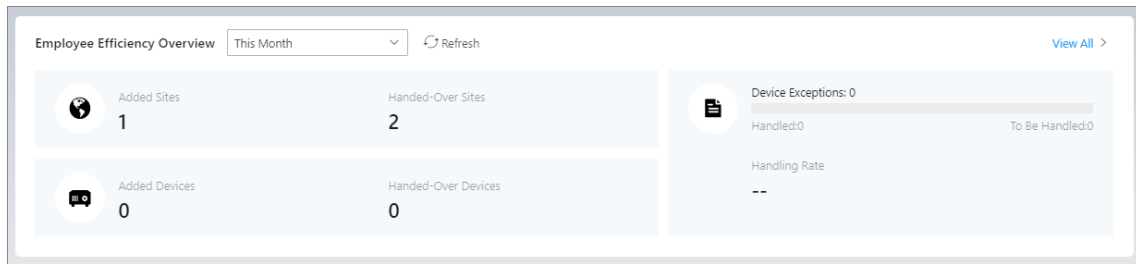 Employee Efficiency Overview This Month Refresh View All >
Added Sites Handed-Over Sites
1 2
Added Devices Handed-Over Devices
0 0
Device Exceptions: 0
Handled:0 To Be Handled:0
Handling Rate
--